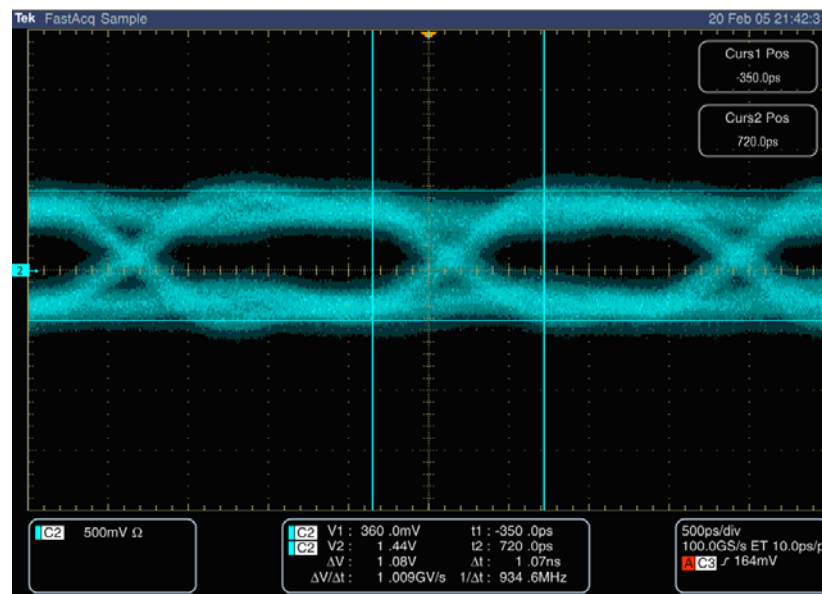 Tek FastAcq Sample 20 Feb 05 21:42:3
Curs1 Pos
-350.0ps
Curs2 Pos
720.0ps
2
C2 500mV Ω
C2 V1 : 360 .0mV t1 : -350 .0ps
C2 V2 : 1 .44V t2 : 720 .0ps
ΔV : 1 .08V Δt : 1 .07ns
ΔV/Δt : 1 .009GV/s 1/Δt : 934 .6MHz
500ps/div
100.0GS/s ET 10.0ps/p
A C3 ∫ 164mV